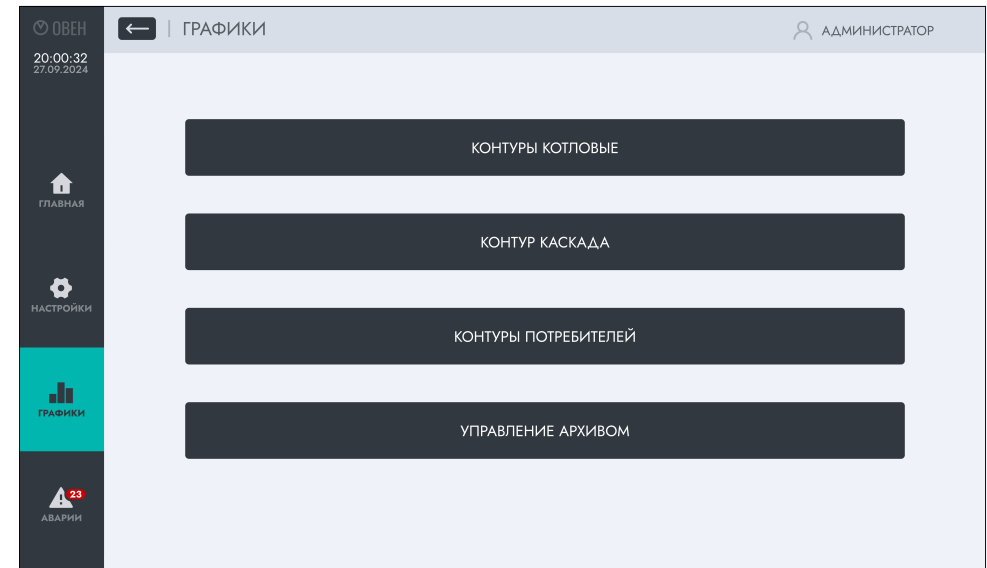 ОВЕН
ГРАФИКИ
АДМИНИСТРАТОР
20:00:32
27.09.2024
ГЛАВНАЯ
НАСТРОЙКИ
ГРАФИКИ
23
АВАРИИ
КОНТУРЫ КОТЛОВЫЕ
КОНТУР КАСКАДА
КОНТУРЫ ПОТРЕБИТЕЛЕЙ
УПРАВЛЕНИЕ АРХИВОМ